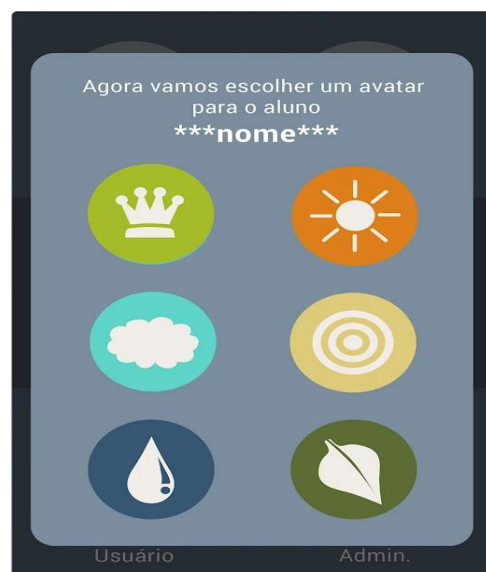 Agora vamos escolher um avatar
para o aluno
***nome***
Usuário Admin.